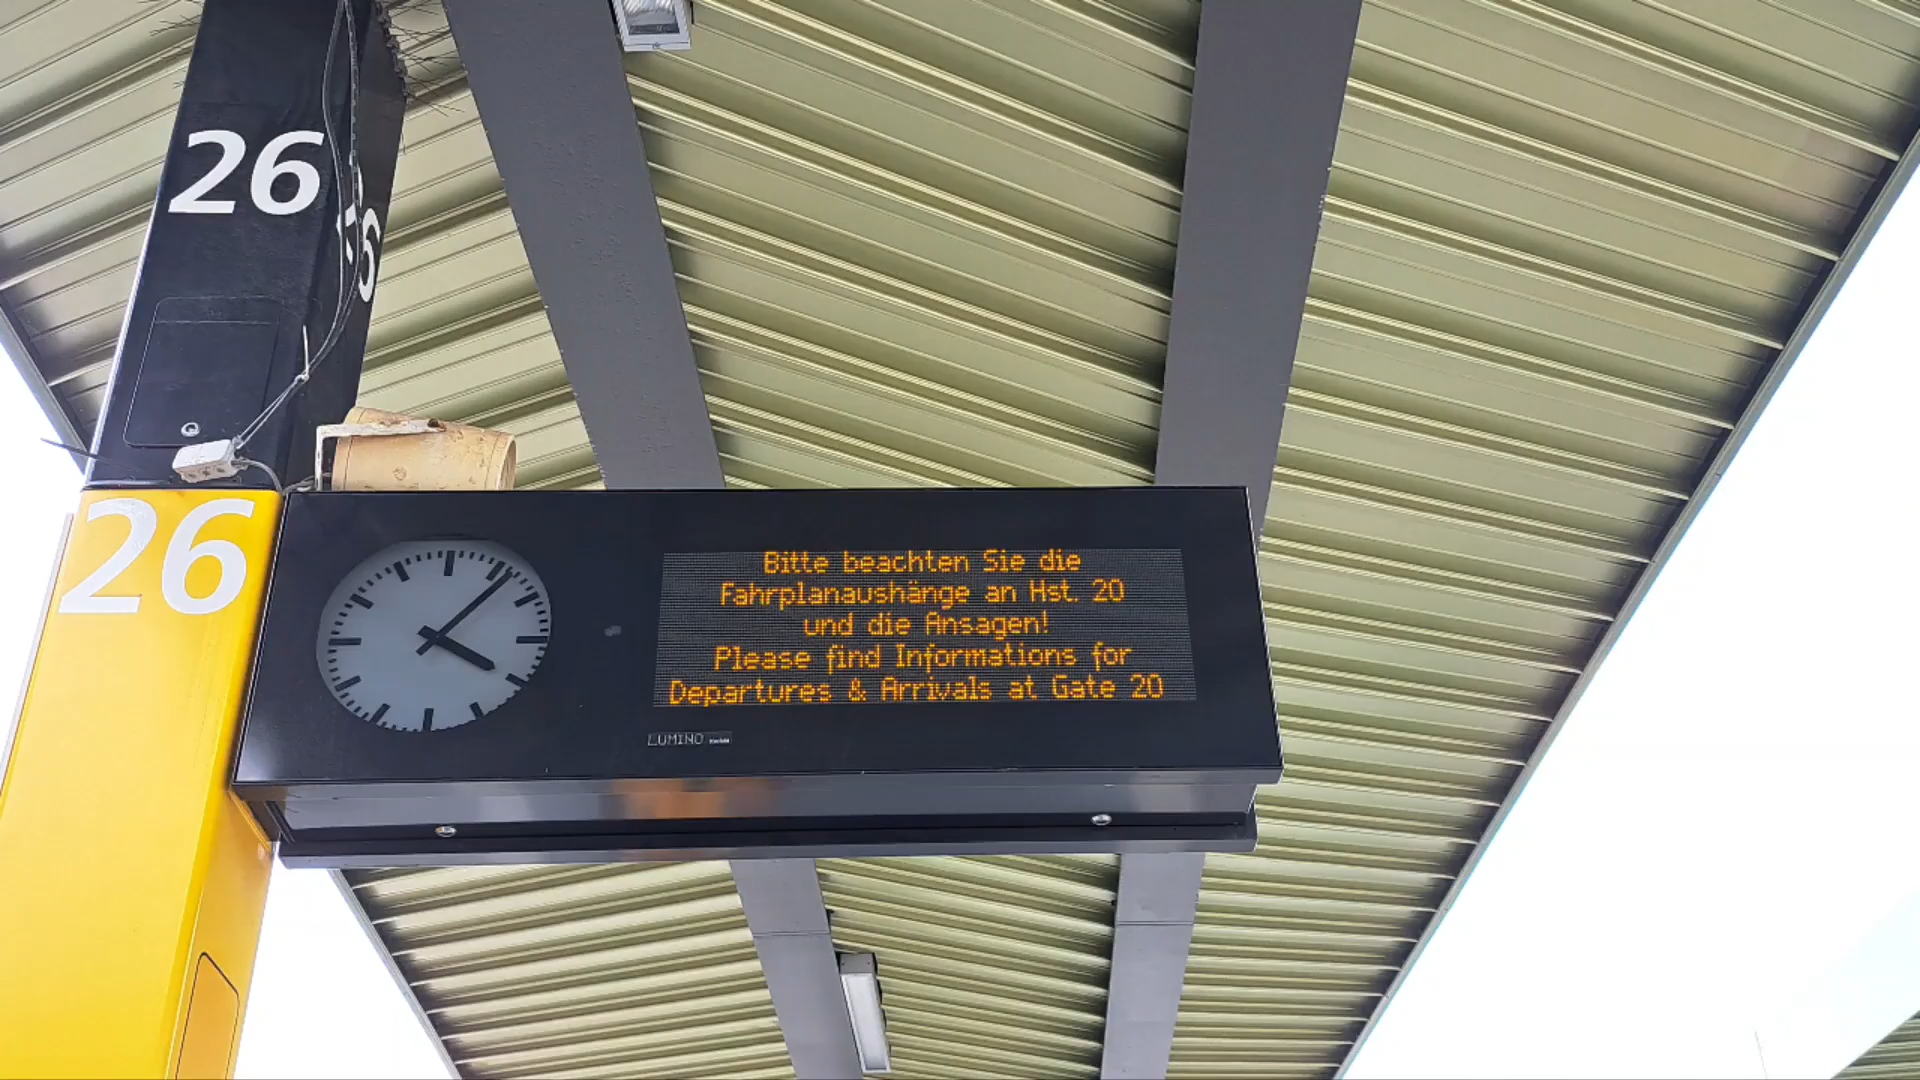 26
26
Bitte beachten Sie die
Fahrplanaushänge an Hst. 20
und die Ansagen!
Please find Informations for
Departures & Arrivals at Gate 20
LUMINO